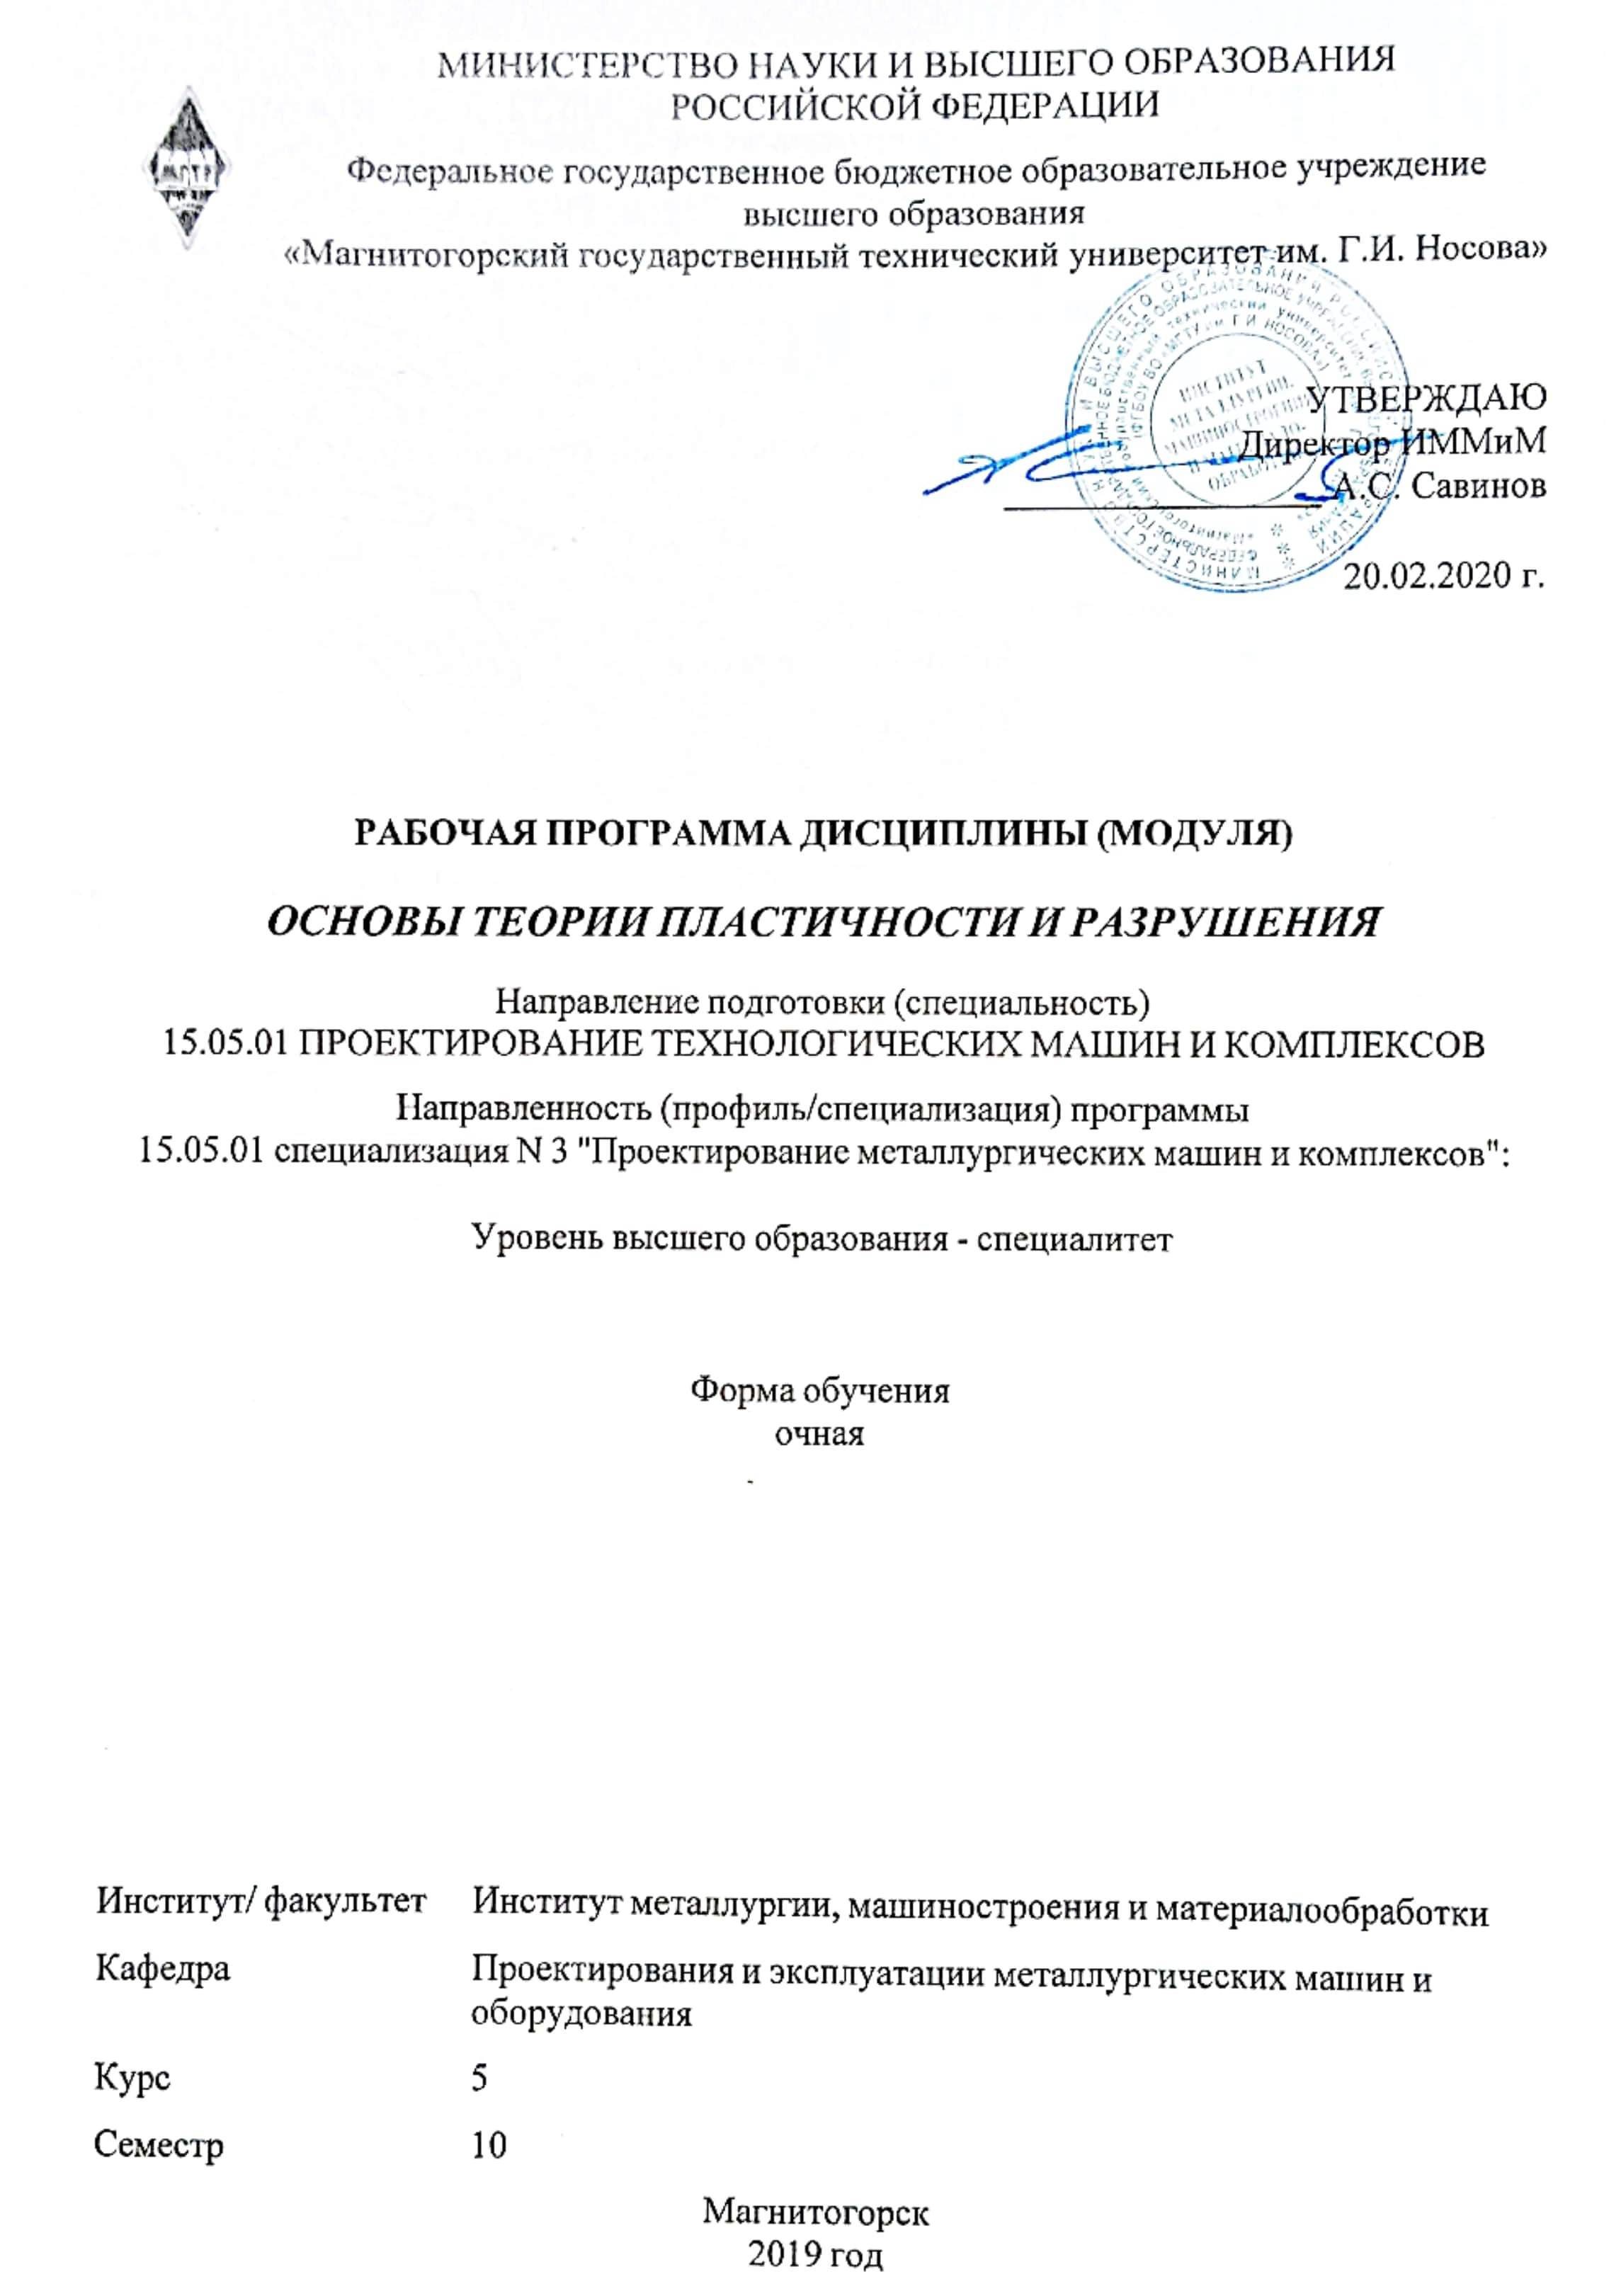 МИНИСТЕРСТВО НАУКИ И ВЫСШЕГО ОБРАЗОВАНИЯ
РОССИЙСКОЙ ФЕДЕРАЦИИ
Федеральное государственное бюджетное образовательное учреждение
высшего образования
«Магнитогорский государственный технический университет им. Г.И. Носова»
УТВЕРЖДАЮ
Директор ИММиМ
А.С. Савинов
20.02.2020 г.
РАБОЧАЯ ПРОГРАММА ДИСЦИПЛИНЫ (МОДУЛЯ)
ОСНОВЫ ТЕОРИИ ПЛАСТИЧНОСТИ И РАЗРУШЕНИЯ
Направление подготовки (специальность)
15.05.01 ПРОЕКТИРОВАНИЕ ТЕХНОЛОГИЧЕСКИХ МАШИН И КОМПЛЕКСОВ
Направленность (профиль/специализация) программы
15.05.01 специализация N 3 "Проектирование металлургических машин и комплексов":
Уровень высшего образования - специалитет
Форма обучения
очная
Институт/ факультет Институт металлургии, машиностроения и материалообработки
Кафедра Проектирования и эксплуатации металлургических машин и
оборудования
Курс 5
Семестр 10
Магнитогорск
2019 год